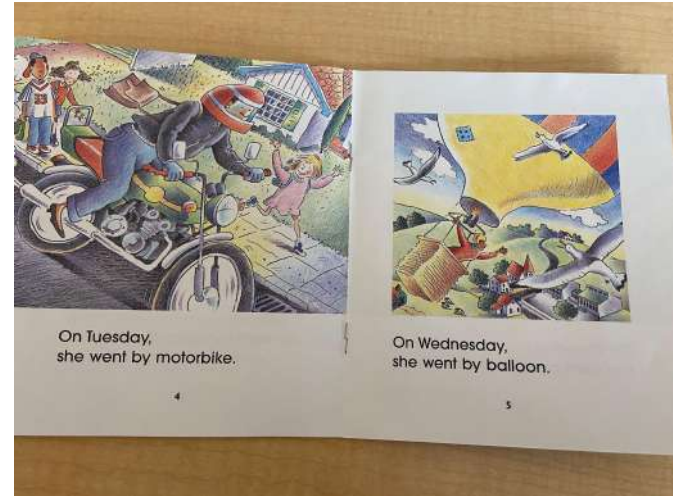 On Tuesday,
she went by motorbike.
4
On Wednesday,
she went by balloon.
5